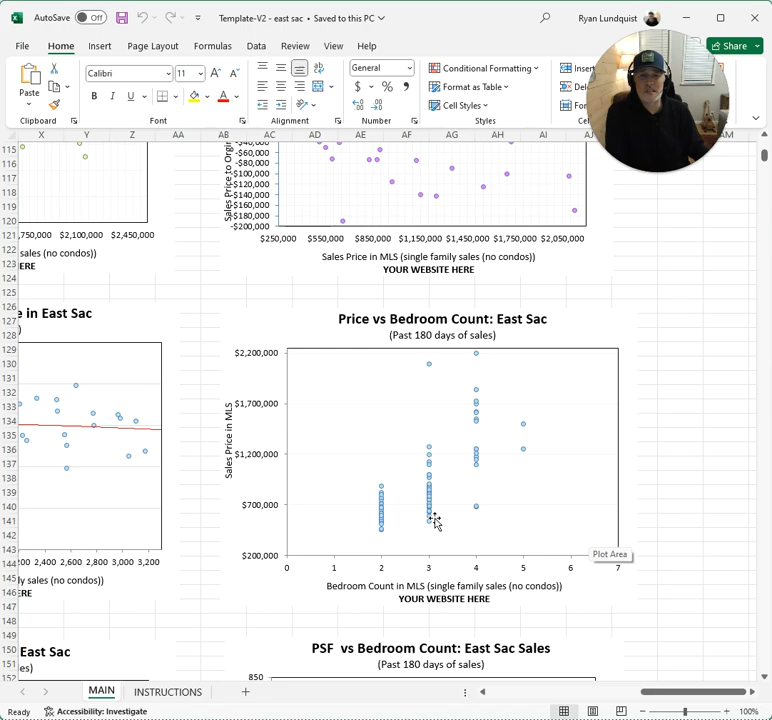 AutoSave Off Template-V2 - east sac • Saved to this PC Ryan Lundquist
File Home Insert Page Layout Formulas Data Review View Help Share
Paste Calibri 11 A A General Conditional Formatting Insert
B I U A $ % 9 Format as Table
Cell Styles
Clipboard Font Alignment Number Styles
X Y Z AA AB AC AD AE AF AG AH AI AJ AM
115
116
117
118
119
120
121
122
123
124
125
126
127
128
129
130
131
132
133
134
135
136
137
138
139
140
141
142
143
144
145
146
147
148
149
150
151
152
,750,000 $2,100,000 $2,450,000
sales (no condos))
ERE
Sales Price to Orgin
-$40,000
-$60,000
-$80,000
-$100,000
-$120,000
-$140,000
-$160,000
-$180,000
-$200,000
$250,000 $550,000 $850,000 $1,150,000 $1,450,000 $1,750,000 $2,050,000
Sales Price in MLS (single family sales (no condos))
YOUR WEBSITE HERE
e in East Sac
)
2,400 2,600 2,800 3,000 3,200
ly sales (no condos))
RE
Price vs Bedroom Count: East Sac
(Past 180 days of sales)
Sales Price in MLS
$2,200,000
$1,700,000
$1,200,000
$700,000
$200,000
0 1 2 3 4 5 6 7
Plot Area
Bedroom Count in MLS (single family sales (no condos))
YOUR WEBSITE HERE
East Sac
es)
PSF vs Bedroom Count: East Sac Sales
(Past 180 days of sales)
850
MAIN INSTRUCTIONS
Ready Accessibility: Investigate 100%